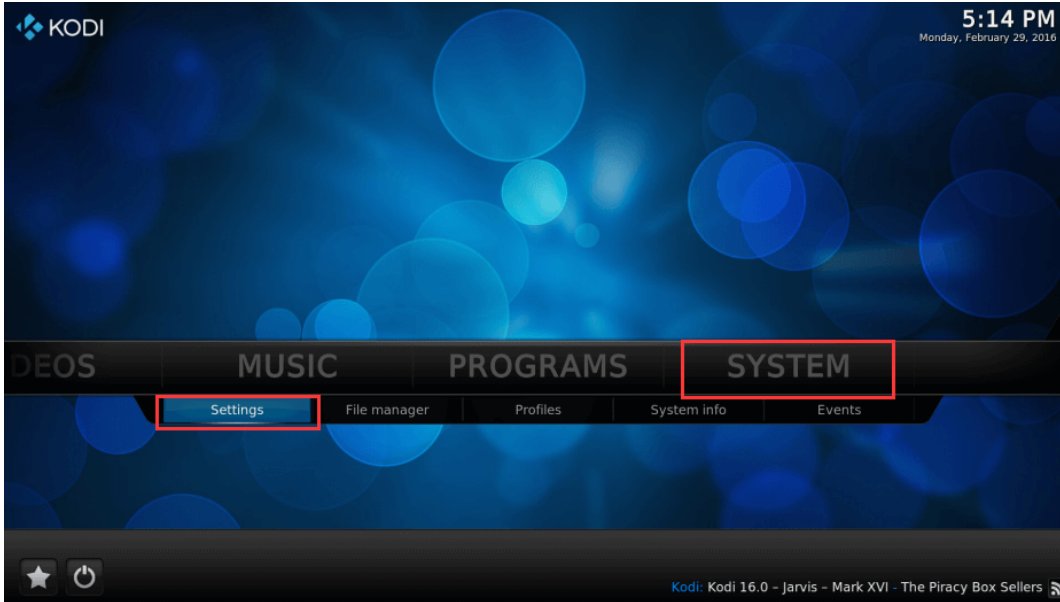 KODI
5:14 PM
Monday, February 29, 2016
DEOS MUSIC PROGRAMS SYSTEM
Settings File manager Profiles System info Events
Kodi: Kodi 16.0 – Jarvis – Mark XVI - The Piracy Box Sellers